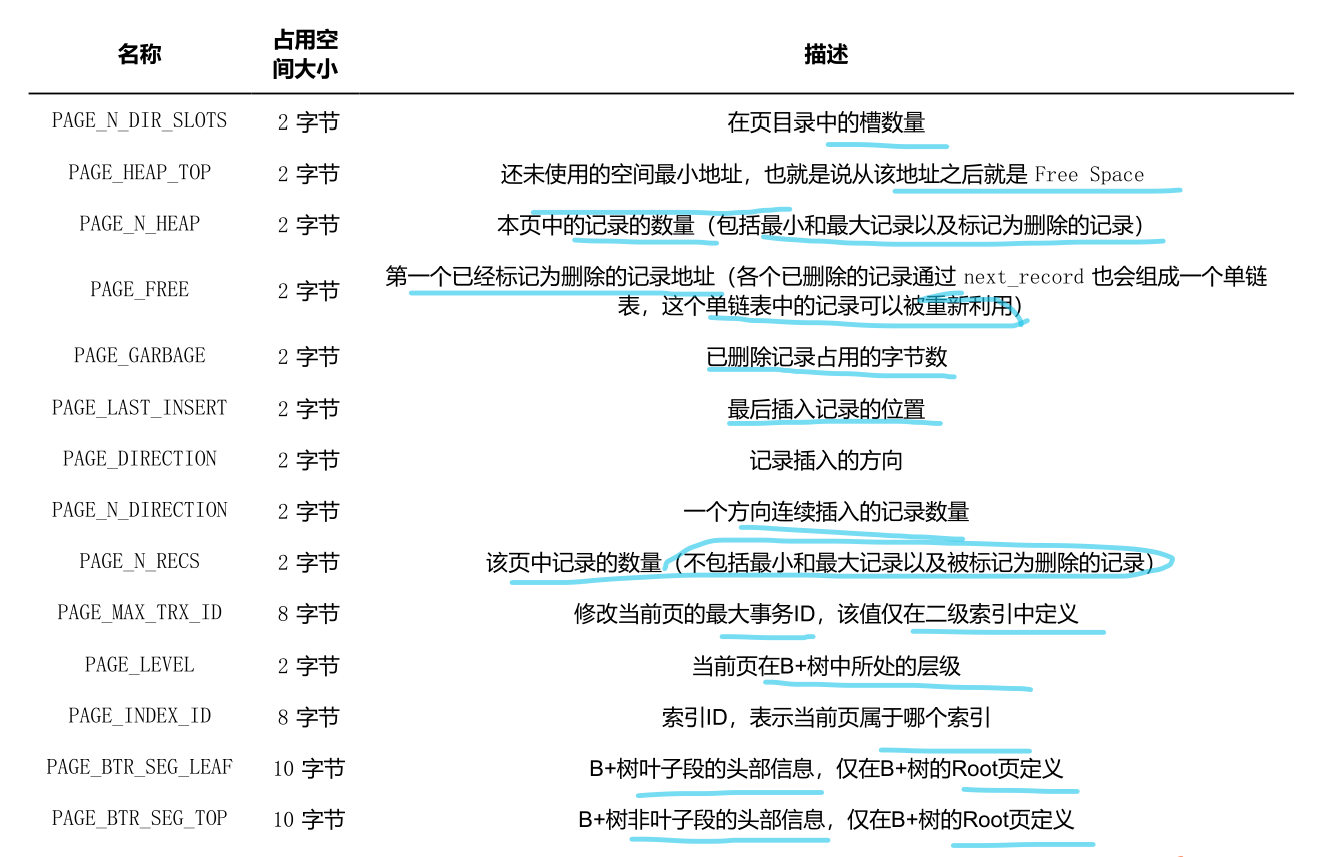 名称 占用空间大小 描述
PAGE_N_DIR_SLOTS 2 字节 在页目录中的槽数量
PAGE_HEAP_TOP 2 字节 还未使用的空间最小地址，也就是说从该地址之后就是 Free Space
PAGE_N_HEAP 2 字节 本页中的记录的数量（包括最小和最大记录以及标记为删除的记录）
PAGE_FREE 2 字节 第一个已经标记为删除的记录地址（各个已删除的记录通过 next_record 也会组成一个单链
表，这个单链表中的记录可以被重新利用）
PAGE_GARBAGE 2 字节 已删除记录占用的字节数
PAGE_LAST_INSERT 2 字节 最后插入记录的位置
PAGE_DIRECTION 2 字节 记录插入的方向
PAGE_N_DIRECTION 2 字节 一个方向连续插入的记录数量
PAGE_N_RECS 2 字节 该页中记录的数量（不包括最小和最大记录以及被标记为删除的记录）
PAGE_MAX_TRX_ID 8 字节 修改当前页的最大事务ID，该值仅在二级索引中定义
PAGE_LEVEL 2 字节 当前页在B+树中所处的层级
PAGE_INDEX_ID 8 字节 索引ID，表示当前页属于哪个索引
PAGE_BTR_SEG_LEAF 10 字节 B+树叶子段的头部信息，仅在B+树的Root页定义
PAGE_BTR_SEG_TOP 10 字节 B+树非叶子段的头部信息，仅在B+树的Root页定义